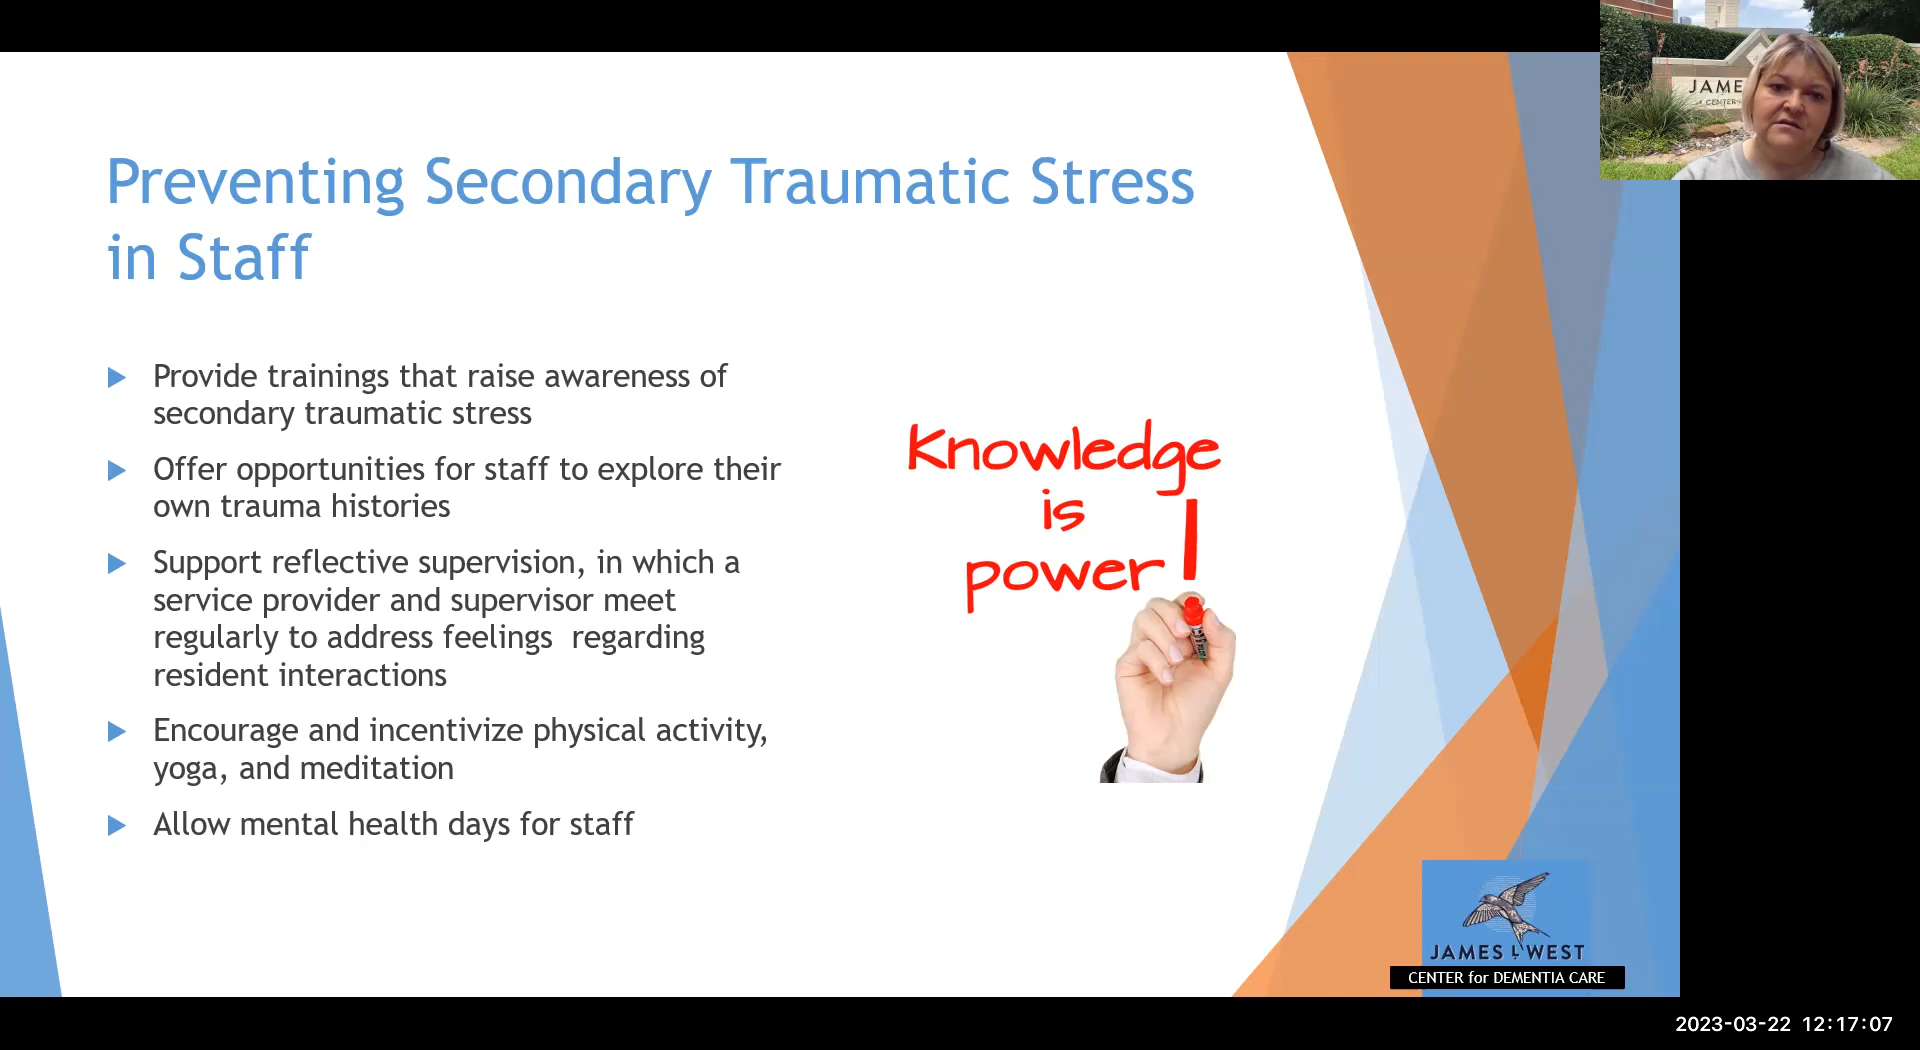 JAME
CENTER
Preventing Secondary Traumatic Stress
in Staff
Provide trainings that raise awareness of
secondary traumatic stress
Offer opportunities for staff to explore their
own trauma histories
Support reflective supervision, in which a
service provider and supervisor meet
regularly to address feelings  regarding
resident interactions
Encourage and incentivize physical activity,
yoga, and meditation
Allow mental health days for staff
Knowledge
is
power!
JAMES L WEST
CENTER for DEMENTIA CARE
2023-03-22 12:17:07